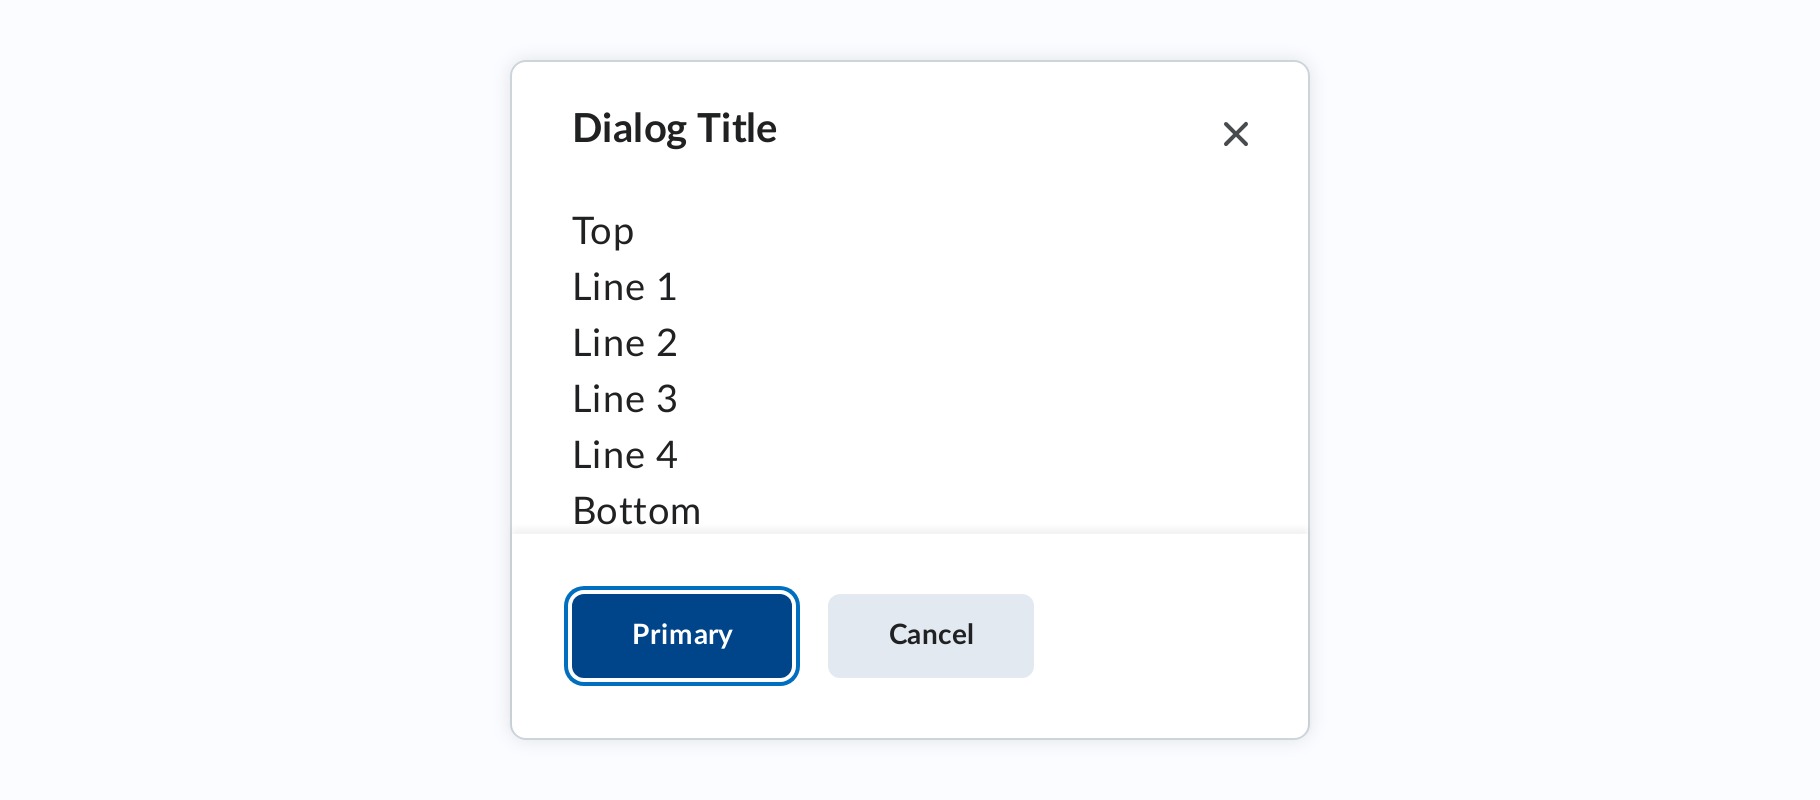 Dialog Title
Top
Line 1
Line 2
Line 3
Line 4
Bottom
Primary
Cancel